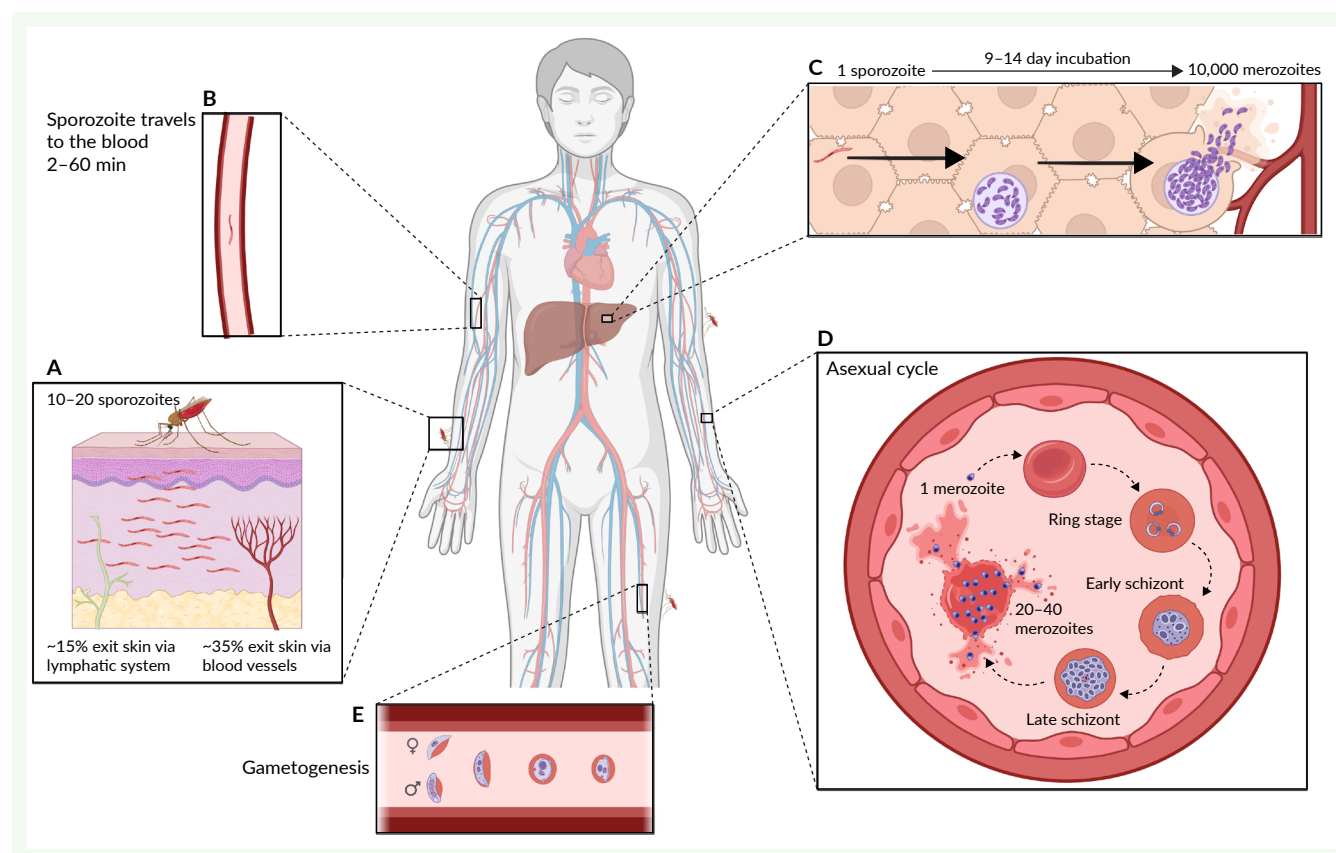 B
Sporozoite travels
to the blood
2–60 min
C
1 sporozoite
9–14 day incubation
10,000 merozoites
A
10–20 sporozoites
~15% exit skin via
lymphatic system
~35% exit skin via
blood vessels
D
Asexual cycle
1 merozoite
Ring stage
Early schizont
20–40
merozoites
Late schizont
E
♀
Gametogenesis
♂